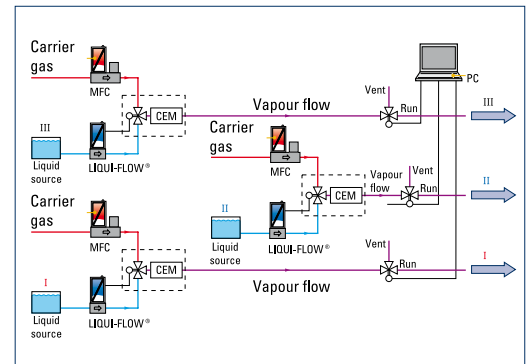 Carrier
gas
MFC
III
Liquid
source
LIQUI-FLOW®
CEM
Vapour flow
Vent
Run
PC
III
Carrier
gas
MFC
II
Liquid
source
LIQUI-FLOW®
CEM
Vapour
flow
Vent
Run
II
Carrier
gas
MFC
I
Liquid
source
LIQUI-FLOW®
CEM
Vapour flow
Vent
Run
I